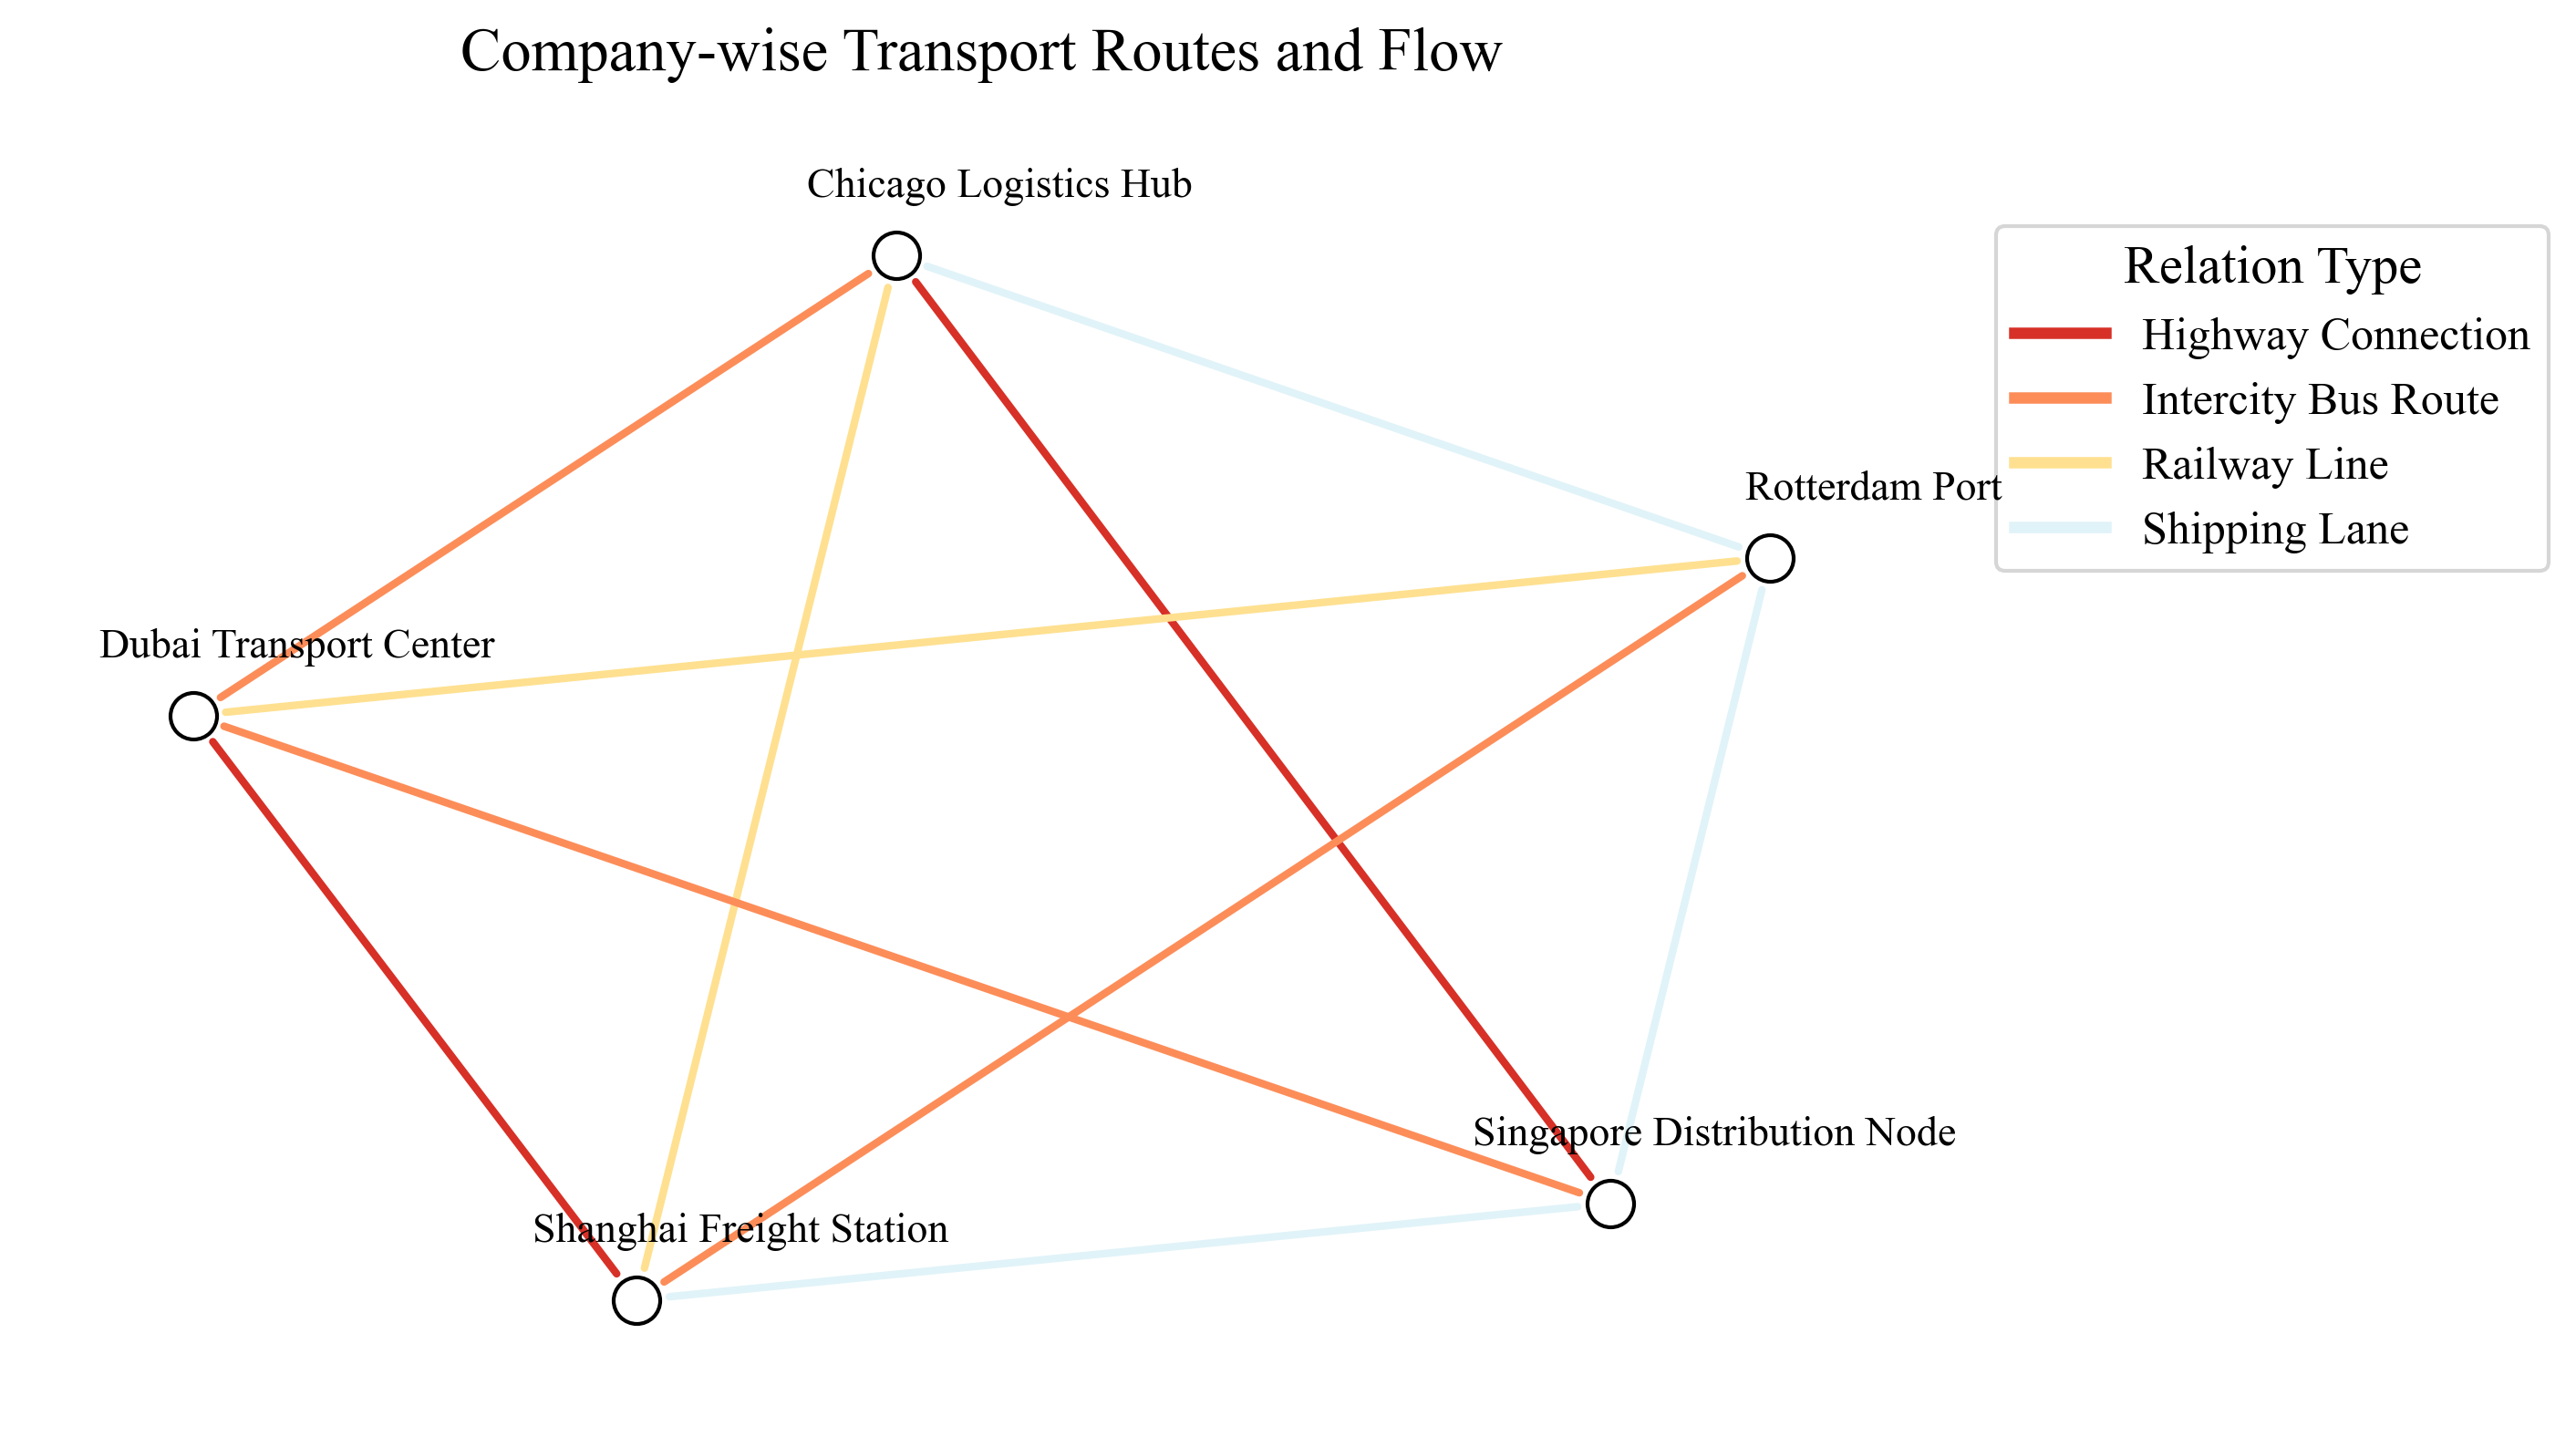 Company-wise Transport Routes and Flow
Chicago Logistics Hub
Rotterdam Port
Dubai Transport Center
Singapore Distribution Node
Shanghai Freight Station
Relation Type
Highway Connection
Intercity Bus Route
Railway Line
Shipping Lane